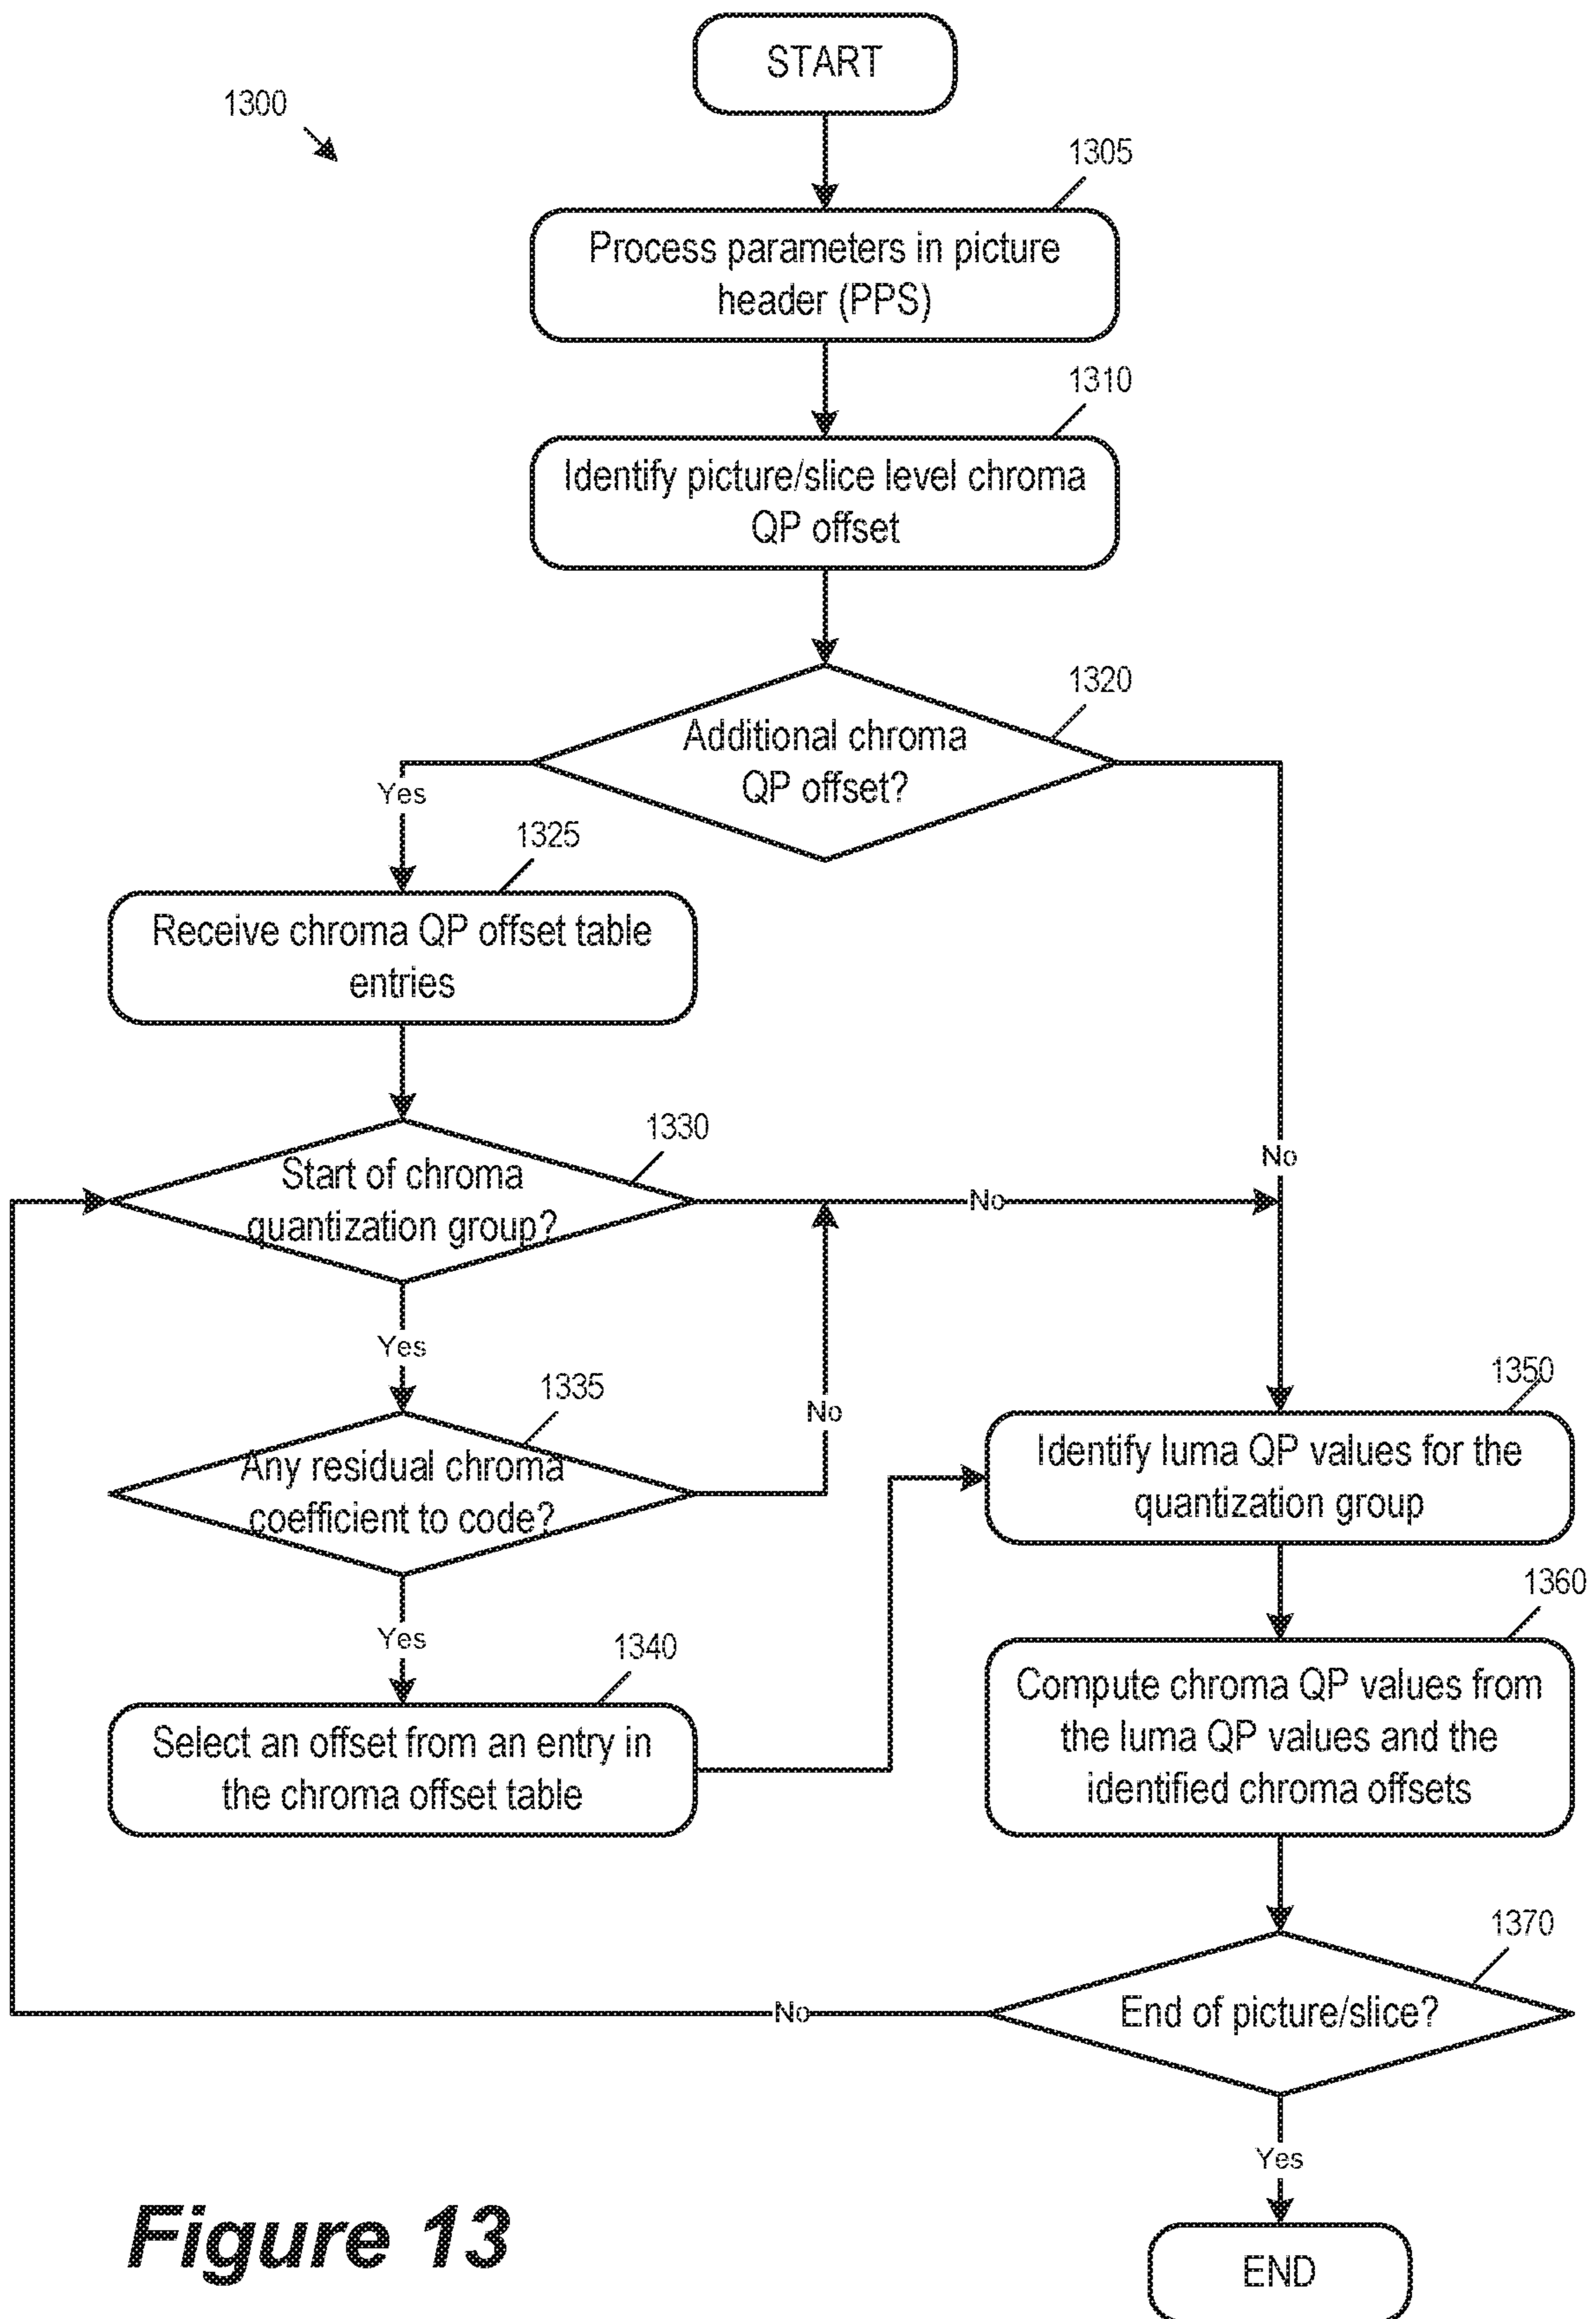 START
1300
1305
Process parameters in picture
header (PPS)
1310
Identify picture/slice level chroma
QP offset
1320
Additional chroma
QP offset?
Yes
1325
Receive chroma QP offset table
entries
1330
Start of chroma
quantization group?
No
No
Yes
1335
Any residual chroma
coefficient to code?
No
1350
Identify luma QP values for the
quantization group
Yes
1340
Select an offset from an entry in
the chroma offset table
1360
Compute chroma QP values from
the luma QP values and the
identified chroma offsets
1370
End of picture/slice?
No
Yes
END
Figure 13